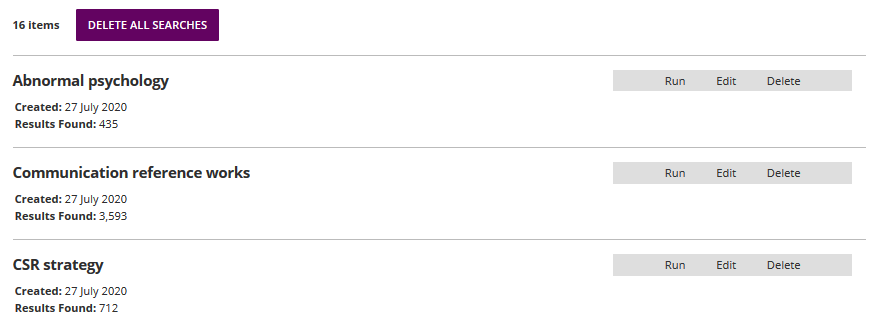 16 items DELETE ALL SEARCHES
Abnormal psychology Run Edit Delete
Created: 27 July 2020
Results Found: 435
Communication reference works Run Edit Delete
Created: 27 July 2020
Results Found: 3,593
CSR strategy Run Edit Delete
Created: 27 July 2020
Results Found: 712